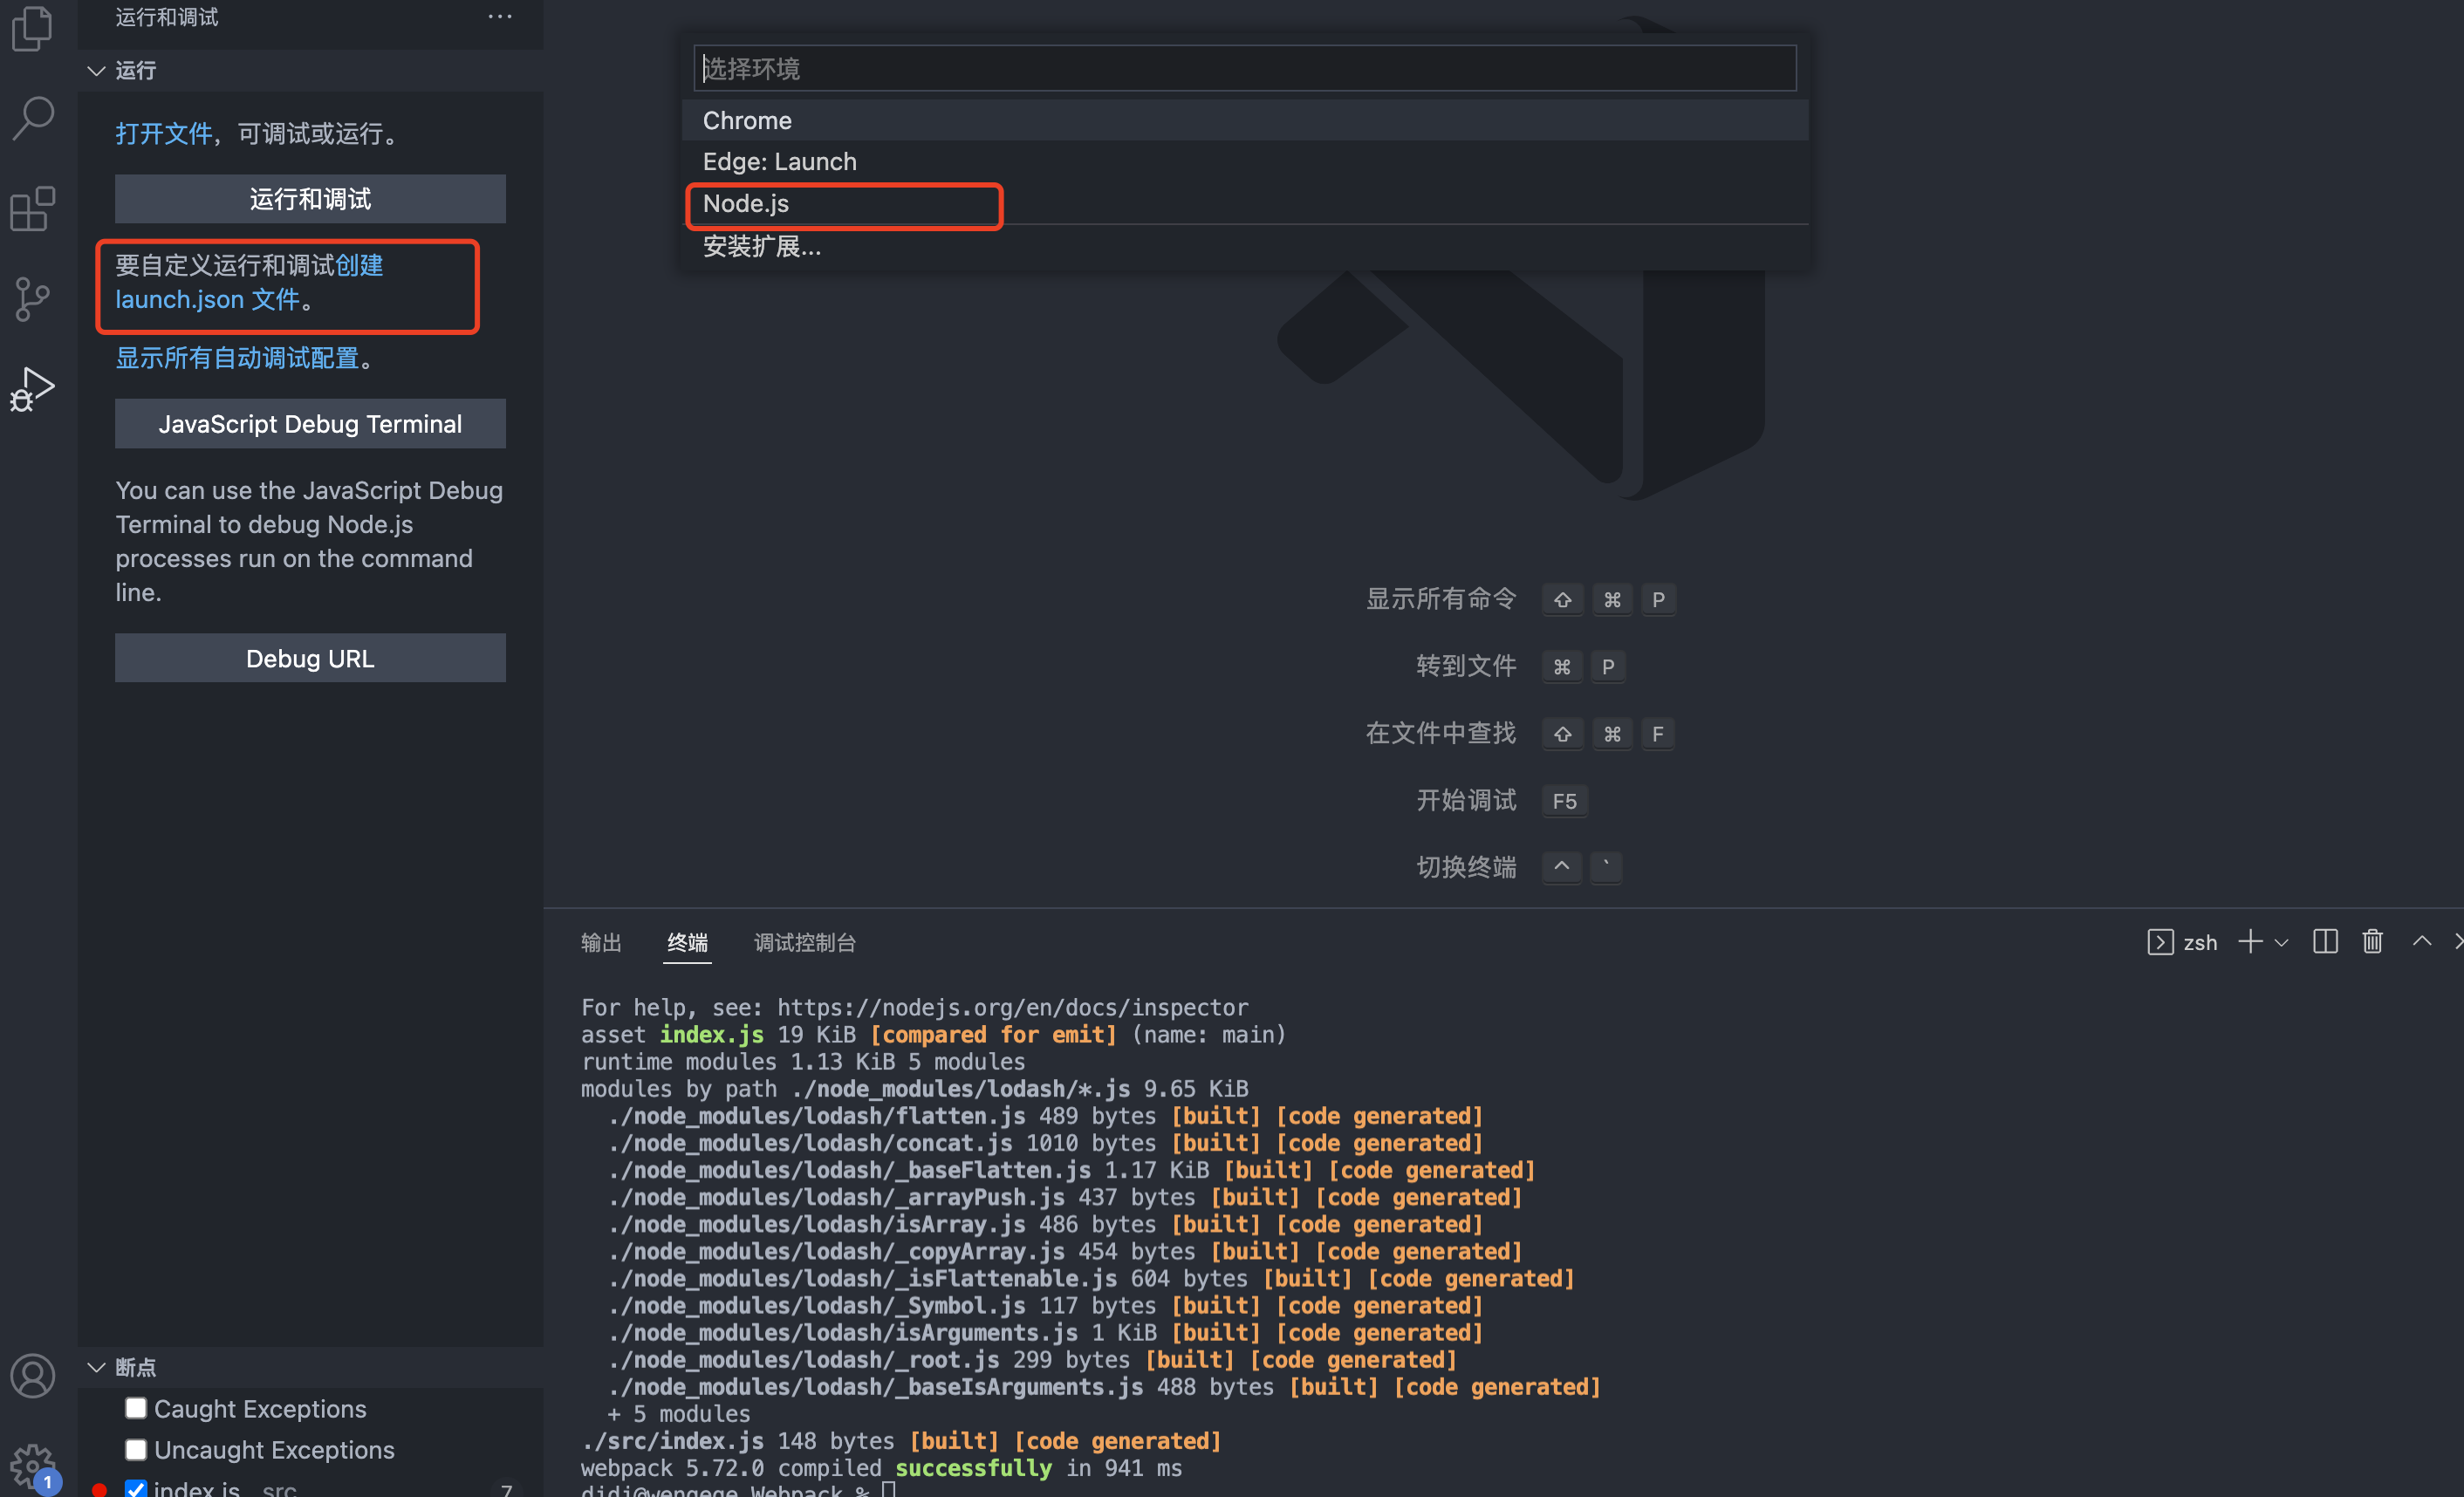 运行和调试
运行
打开文件，可调试或运行。
运行和调试
要自定义运行和调试创建
launch.json 文件。
显示所有自动调试配置。
JavaScript Debug Terminal
You can use the JavaScript Debug
Terminal to debug Node.js
processes run on the command
line.
Debug URL
断点
Caught Exceptions
Uncaught Exceptions
index.js src 7
1
选择环境
Chrome
Edge: Launch
Node.js
安装扩展...
显示所有命令 ⇧ ⌘ P
转到文件 ⌘ P
在文件中查找 ⇧ ⌘ F
开始调试 F5
切换终端 ^ `
输出 终端 调试控制台
zsh
For help, see: https://nodejs.org/en/docs/inspector
asset index.js 19 KiB [compared for emit] (name: main)
runtime modules 1.13 KiB 5 modules
modules by path ./node_modules/lodash/*.js 9.65 KiB
./node_modules/lodash/flatten.js 489 bytes [built] [code generated]
./node_modules/lodash/concat.js 1010 bytes [built] [code generated]
./node_modules/lodash/_baseFlatten.js 1.17 KiB [built] [code generated]
./node_modules/lodash/_arrayPush.js 437 bytes [built] [code generated]
./node_modules/lodash/isArray.js 486 bytes [built] [code generated]
./node_modules/lodash/_copyArray.js 454 bytes [built] [code generated]
./node_modules/lodash/_isFlattenable.js 604 bytes [built] [code generated]
./node_modules/lodash/_Symbol.js 117 bytes [built] [code generated]
./node_modules/lodash/isArguments.js 1 KiB [built] [code generated]
./node_modules/lodash/_root.js 299 bytes [built] [code generated]
./node_modules/lodash/_baseIsArguments.js 488 bytes [built] [code generated]
+ 5 modules
./src/index.js 148 bytes [built] [code generated]
webpack 5.72.0 compiled successfully in 941 ms
didi@wengege Webpack %